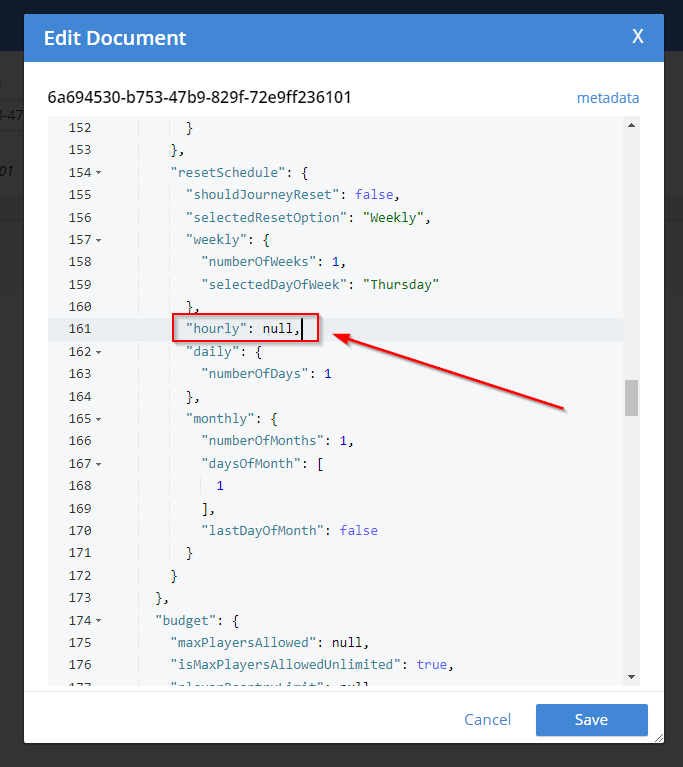 Edit Document
X
6a694530-b753-47b9-829f-72e9ff236101
metadata
152 }
153 },
154 "resetSchedule": {
155 "shouldJourneyReset": false,
156 "selectedResetOption": "Weekly",
157 "weekly": {
158 "numberOfWeeks": 1,
159 "selectedDayOfWeek": "Thursday"
160 },
161 "hourly": null,
162 "daily": {
163 "numberOfDays": 1
164 },
165 "monthly": {
166 "numberOfMonths": 1,
167 "daysOfMonth": [
168 1
169 ],
170 "lastDayOfMonth": false
171 }
172 }
173 },
174 "budget": {
175 "maxPlayersAllowed": null,
176 "isMaxPlayersAllowedUnlimited": true,
Cancel
Save